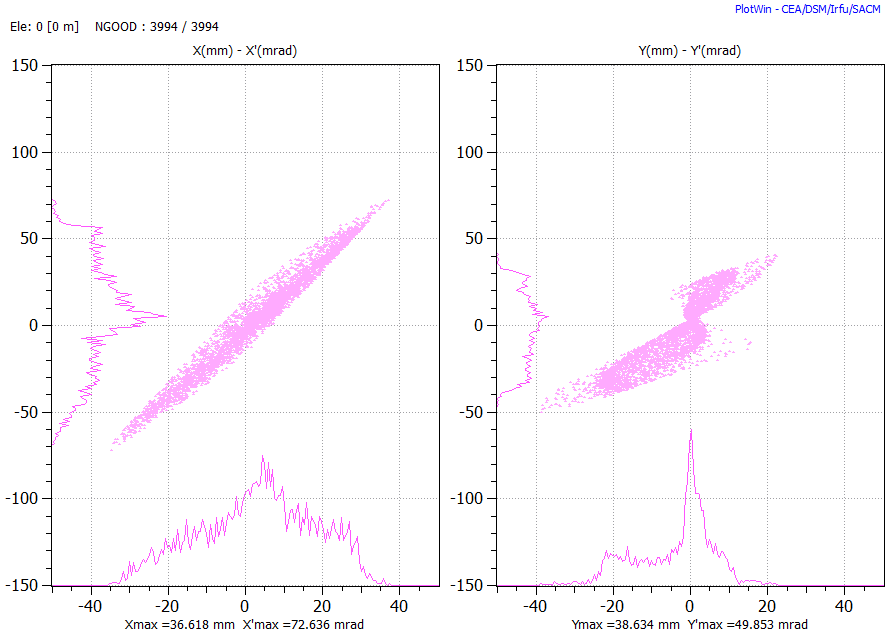 PlotWin - CEA/DSM/Irfu/SACM
Ele: 0 [0 m] NGOOD : 3994 / 3994
X(mm) - X'(mrad)
150
100
50
0
-50
-100
-150
-40 -20 0 20 40
Xmax =36.618 mm X'max =72.636 mrad
Y(mm) - Y'(mrad)
150
100
50
0
-50
-100
-150
-40 -20 0 20 40
Ymax =38.634 mm Y'max =49.853 mrad